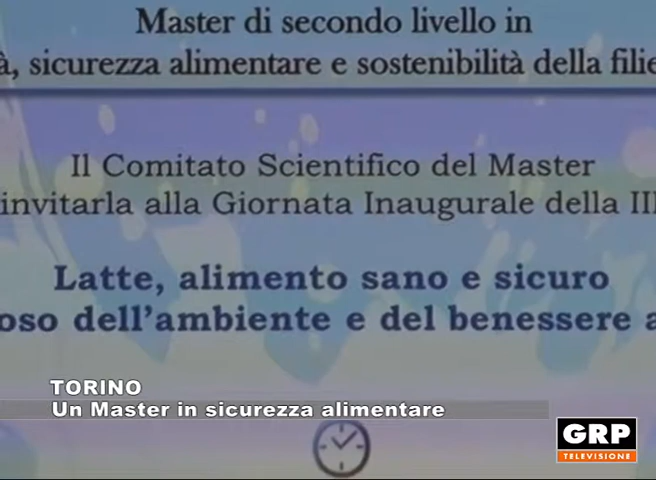 Master di secondo livello in
à, sicurezza alimentare e sostenibilità della filie
Il Comitato Scientifico del Master
invitarla alla Giornata Inaugurale della III
Latte, alimento sano e sicuro
oso dell'ambiente e del benessere a
TORINO
Un Master in sicurezza alimentare
GRP
TELEVISIONE